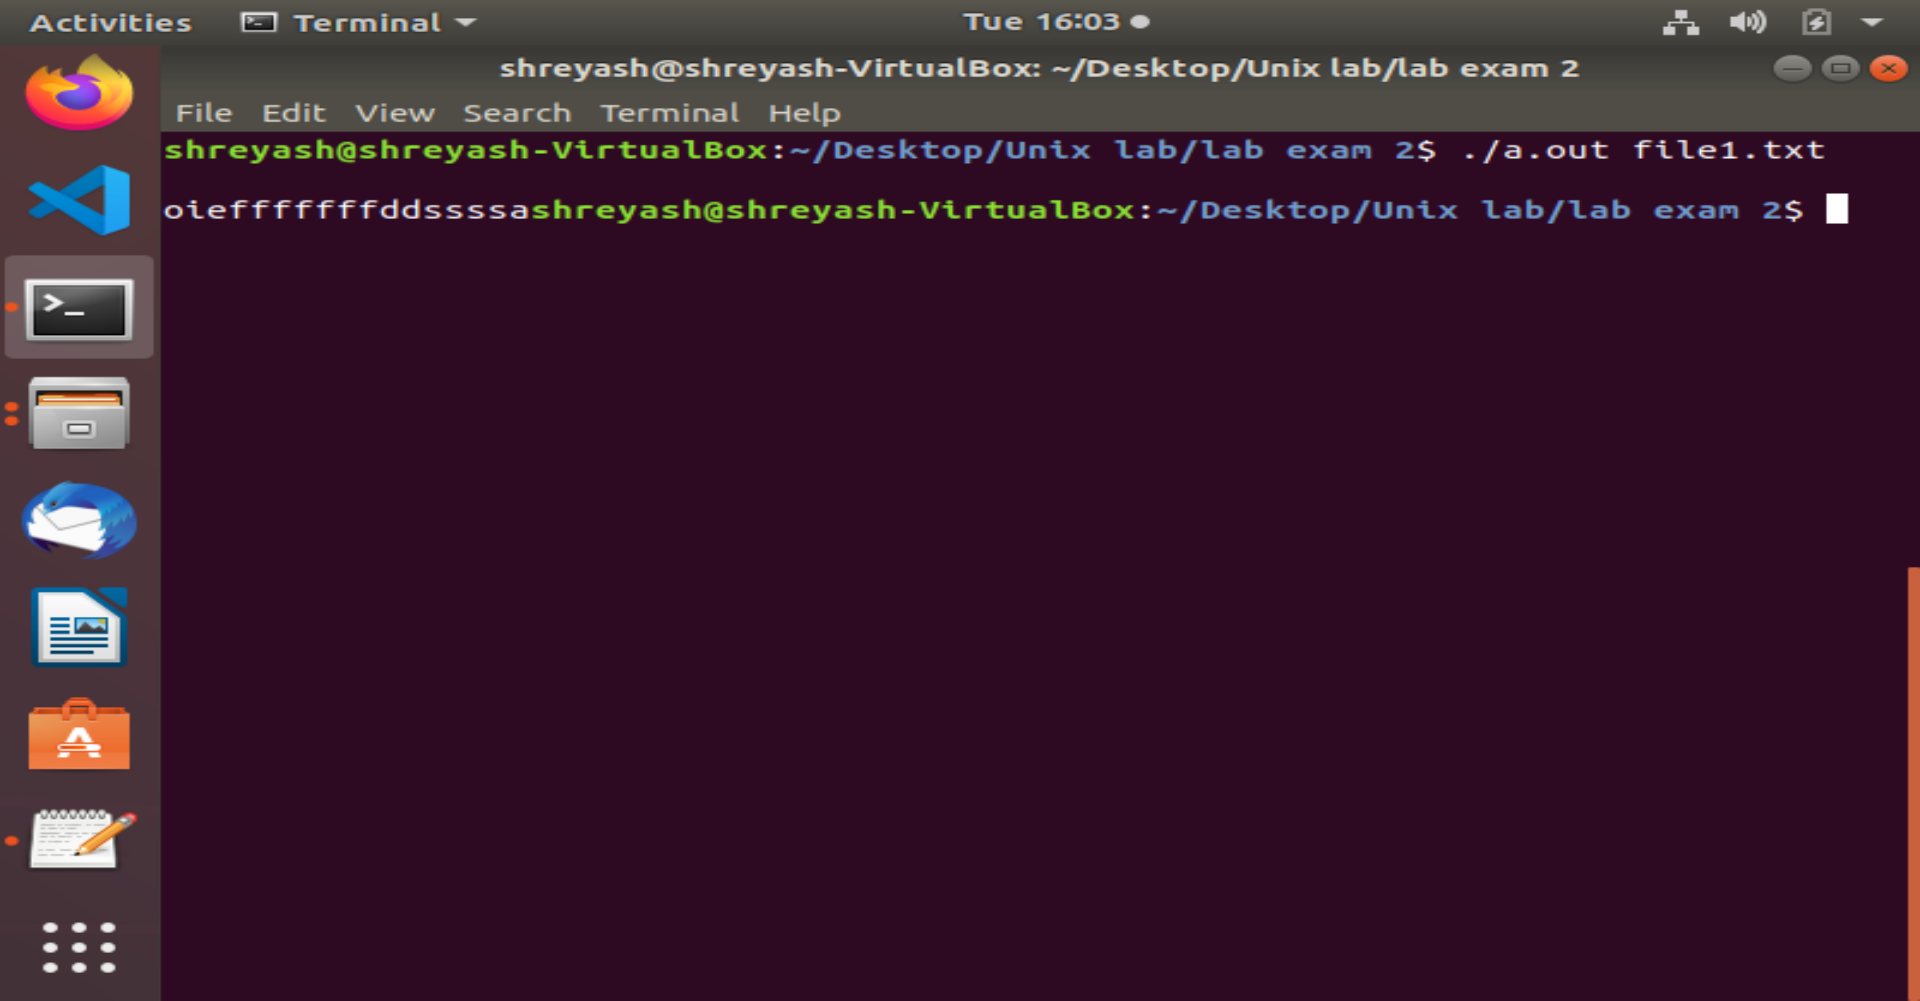 Activities Terminal Tue 16:03
shreyash@shreyash-VirtualBox: ~/Desktop/Unix lab/lab exam 2
File Edit View Search Terminal Help
shreyash@shreyash-VirtualBox:~/Desktop/Unix lab/lab exam 2$ ./a.out file1.txt
oiefffffffddssssashreyash@shreyash-VirtualBox:~/Desktop/Unix lab/lab exam 2$